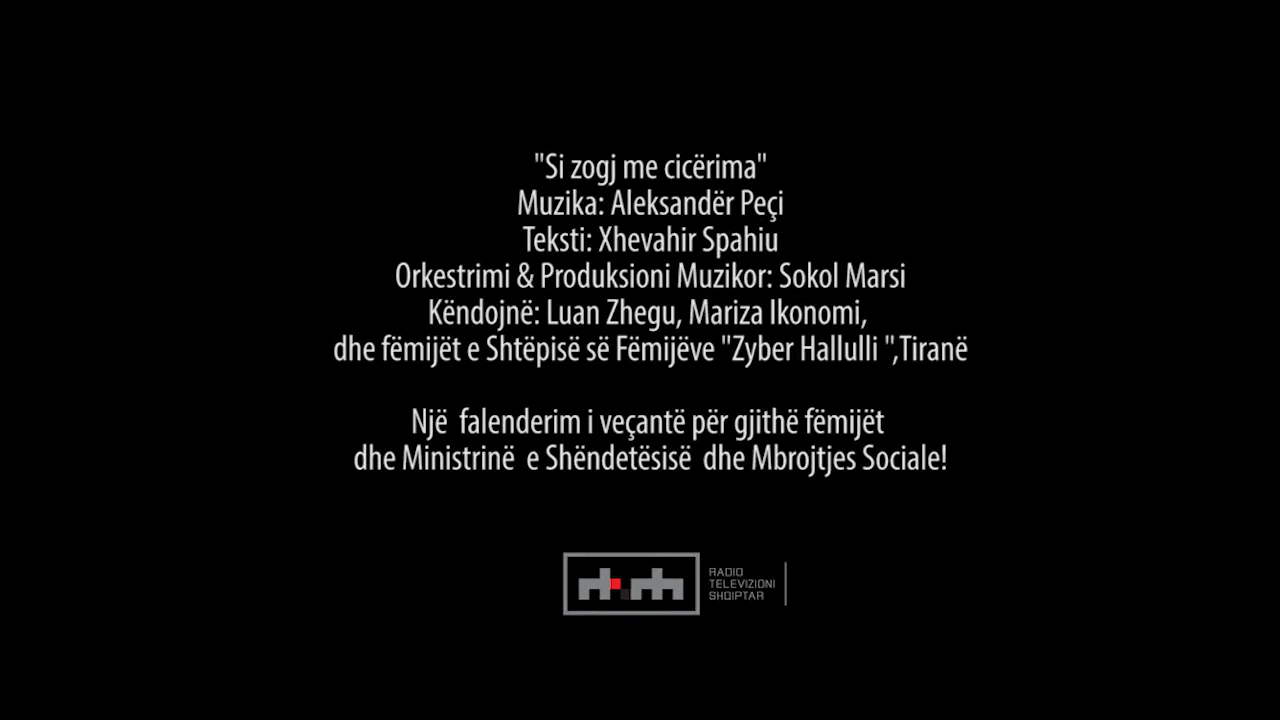 "Si zogj me cicërima"
Muzika: Aleksandër Peçi
Teksti: Xhevahir Spahiu
Orkestrimi & Produksioni Muzikor: Sokol Marsi
Këndojnë: Luan Zhegu, Mariza Ikonomi,
dhe fëmijët e Shtëpisë së Fëmijëve "Zyber Hallulli ",Tiranë
Një  falenderim i veçantë për gjithë fëmijët
dhe Ministrinë  e Shëndetësisë  dhe Mbrojtjes Sociale!
rtsh
RADIO
TELEVIZIONI
SHQIPTAR